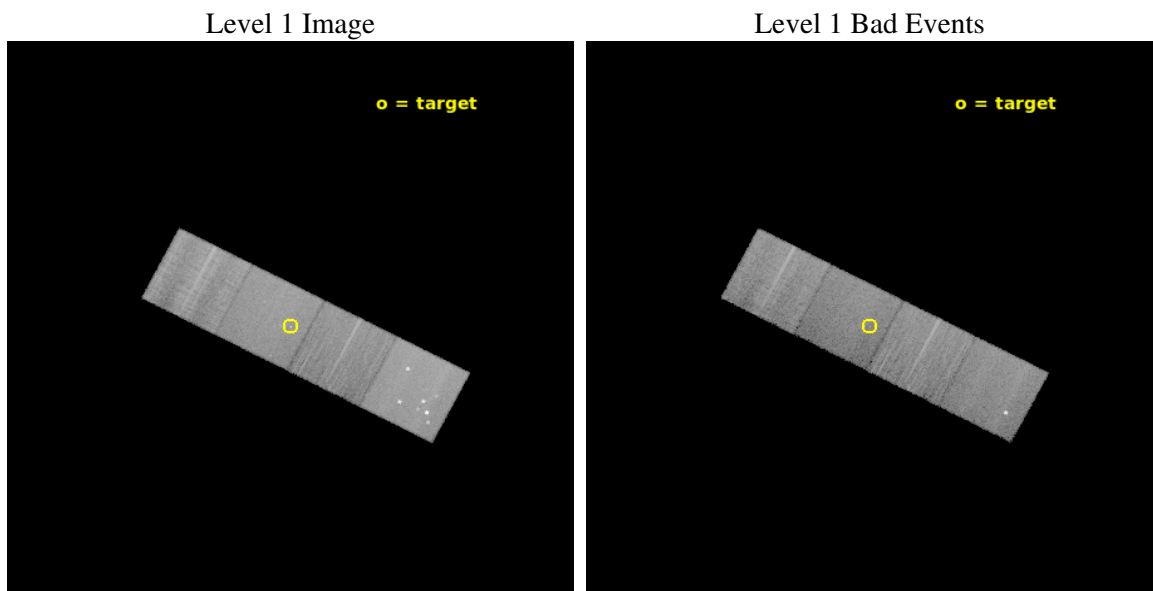 Level 1 Image
Level 1 Bad Events
o = target
o = target